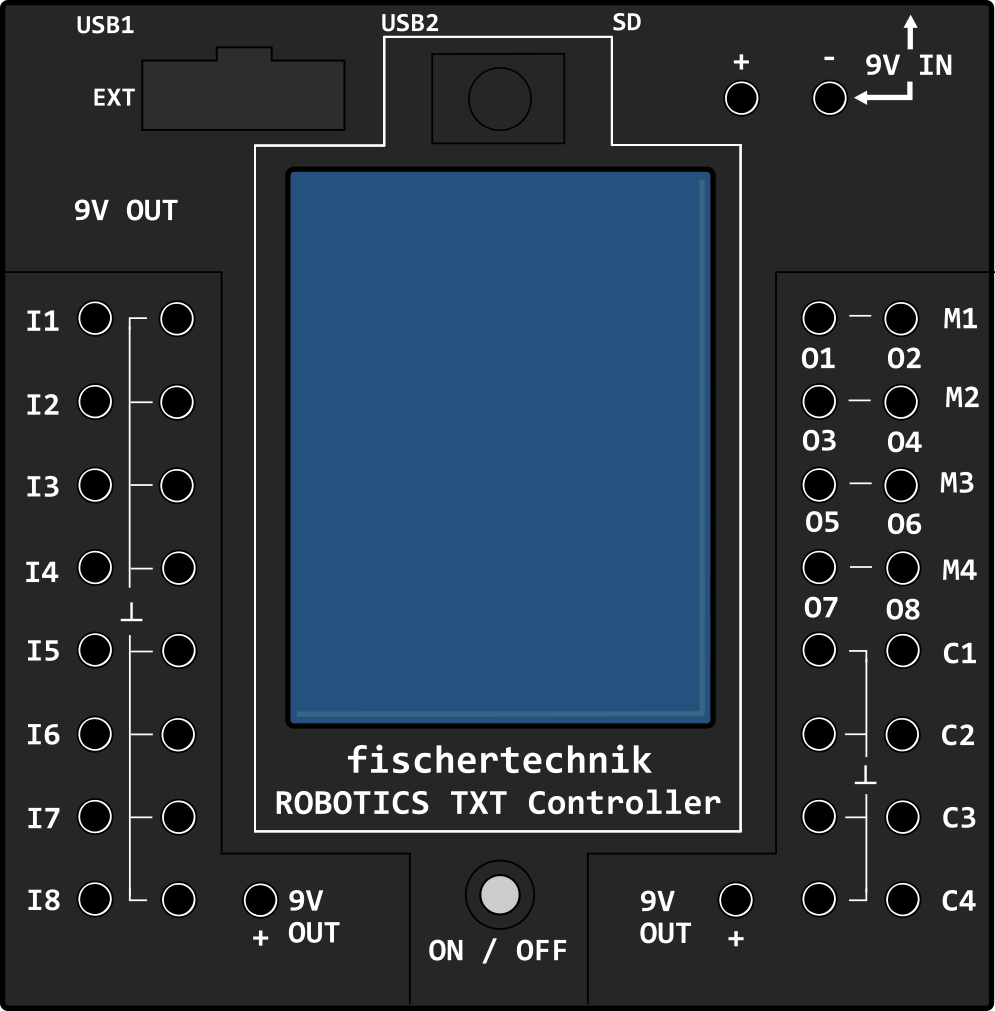 USB1 USB2 SD
+ - 9V IN
EXT
9V OUT
I1 M1
O1 O2
I2 M2
O3 O4
I3 M3
O5 O6
I4 M4
O7 O8
⊥
I5 C1
I6 C2
fischertechnik
⊥
ROBOTICS TXT Controller
I7 C3
I8 9V 9V C4
+ OUT OUT +
ON / OFF